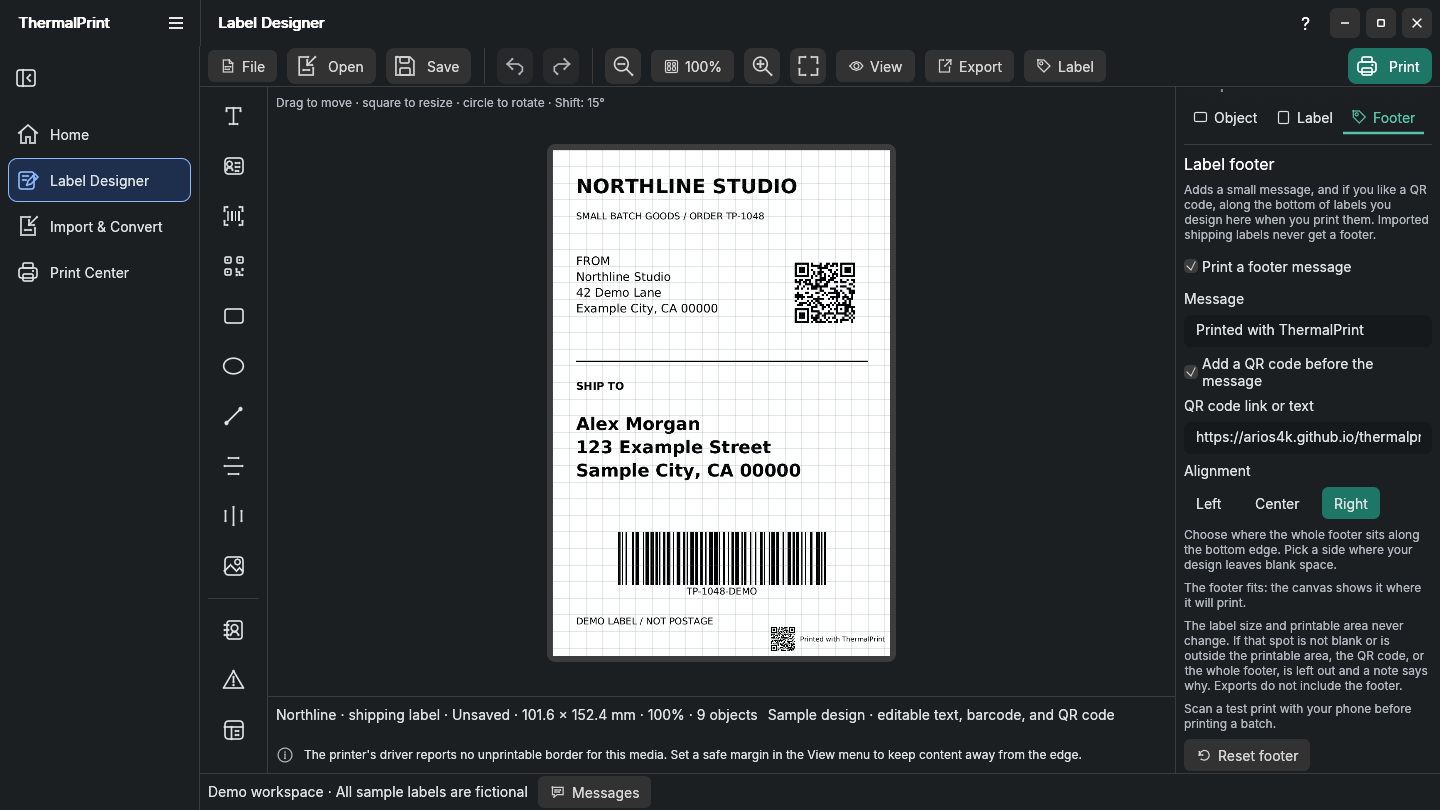 ThermalPrint
Label Designer
?
File
Open
Save
100%
View
Export
Label
Print
Home
Label Designer
Import & Convert
Print Center
Drag to move · square to resize · circle to rotate · Shift: 15°
NORTHLINE STUDIO
SMALL BATCH GOODS / ORDER TP-1048
FROM
Northline Studio
42 Demo Lane
Example City, CA 00000
SHIP TO
Alex Morgan
123 Example Street
Sample City, CA 00000
TP-1048-DEMO
DEMO LABEL / NOT POSTAGE
Printed with ThermalPrint
Object
Label
Footer
Label footer
Adds a small message, and if you like a QR
code, along the bottom of labels you
design here when you print them. Imported
shipping labels never get a footer.
Print a footer message
Message
Printed with ThermalPrint
Add a QR code before the
message
QR code link or text
https://arios4k.github.io/thermalpr
Alignment
Left
Center
Right
Choose where the whole footer sits along
the bottom edge. Pick a side where your
design leaves blank space.
The footer fits: the canvas shows it where
it will print.
The label size and printable area never
change. If that spot is not blank or is
outside the printable area, the QR code, or
the whole footer, is left out and a note says
why. Exports do not include the footer.
Scan a test print with your phone before
printing a batch.
Reset footer
Northline · shipping label · Unsaved · 101.6 × 152.4 mm · 100% · 9 objects
Sample design · editable text, barcode, and QR code
The printer's driver reports no unprintable border for this media. Set a safe margin in the View menu to keep content away from the edge.
Demo workspace · All sample labels are fictional
Messages